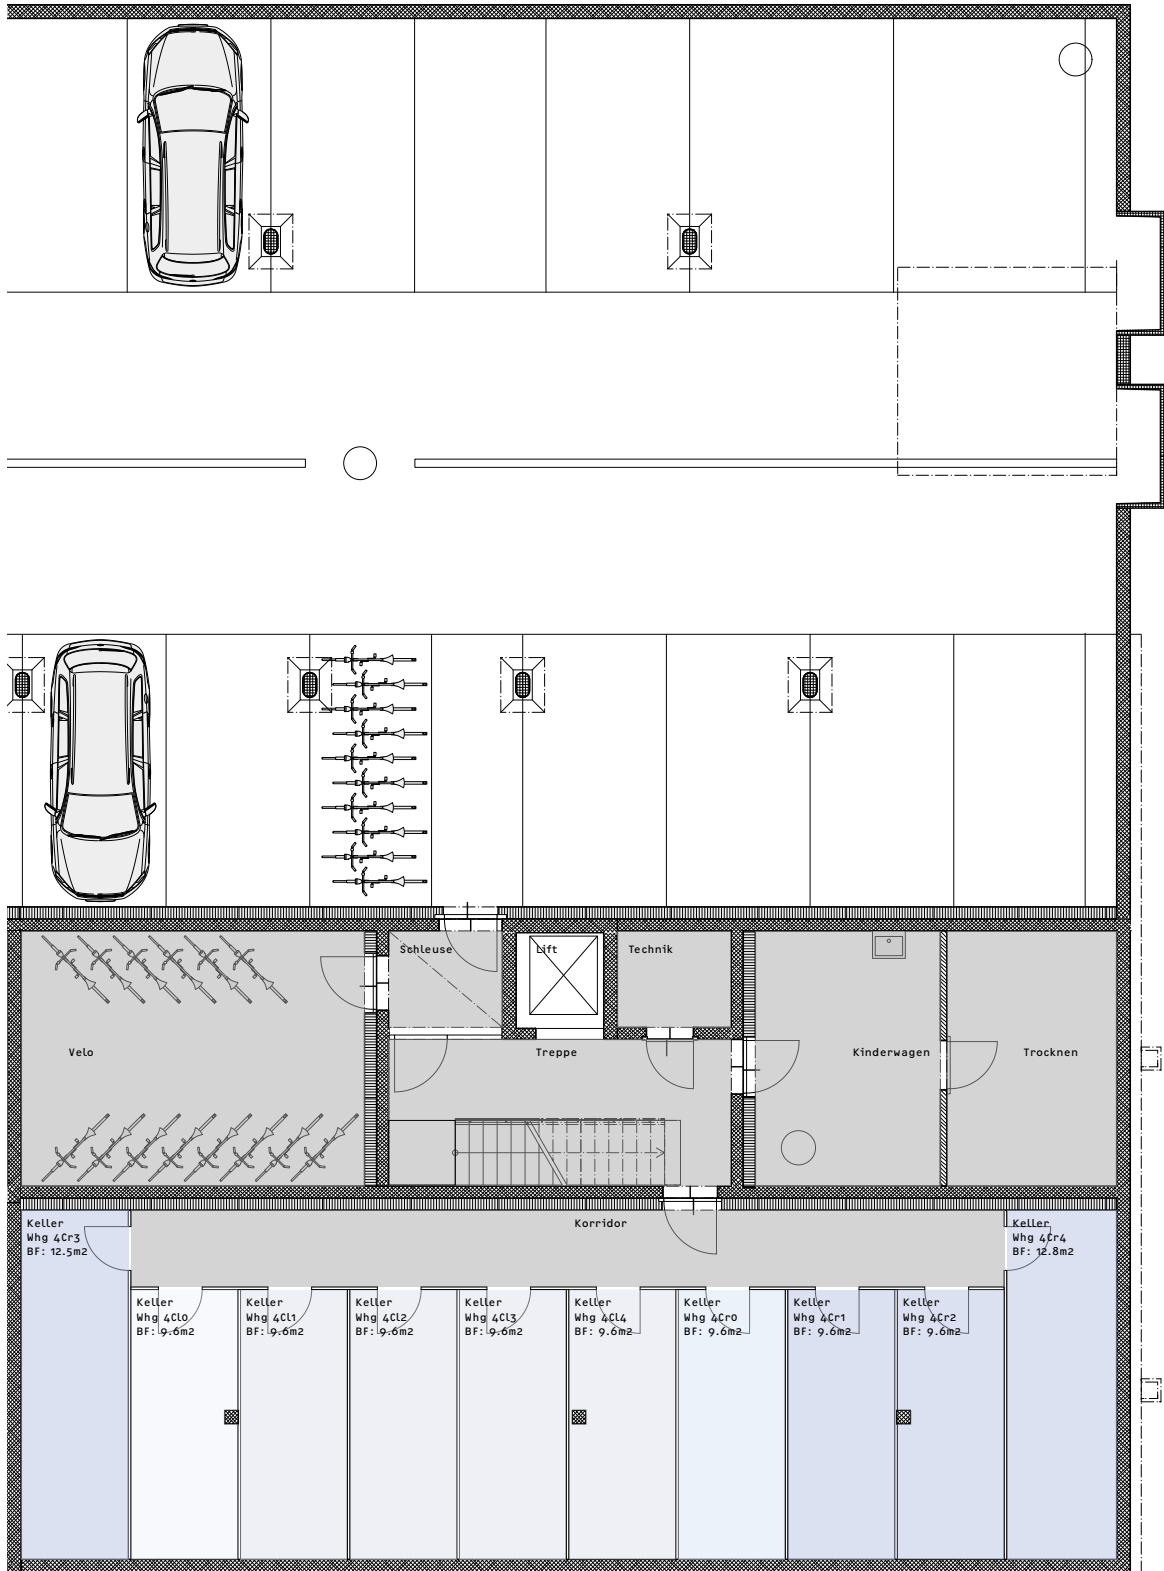 Schleuse
Lift
Technik
Velo
Treppe
Kinderwagen
Trocknen
Keller
Whg 4Cr3
BF: 12.5m2
Korridor
Keller
Whg 4Cr4
BF: 12.8m2
Keller
Whg 4Cl0
BF: 9.6m2
Keller
Whg 4Cl1
BF: 9.6m2
Keller
Whg 4Cl2
BF: 9.6m2
Keller
Whg 4Cl3
BF: 9.6m2
Keller
Whg 4Cl4
BF: 9.6m2
Keller
Whg 4Cr0
BF: 9.6m2
Keller
Whg 4Cr1
BF: 9.6m2
Keller
Whg 4Cr2
BF: 9.6m2